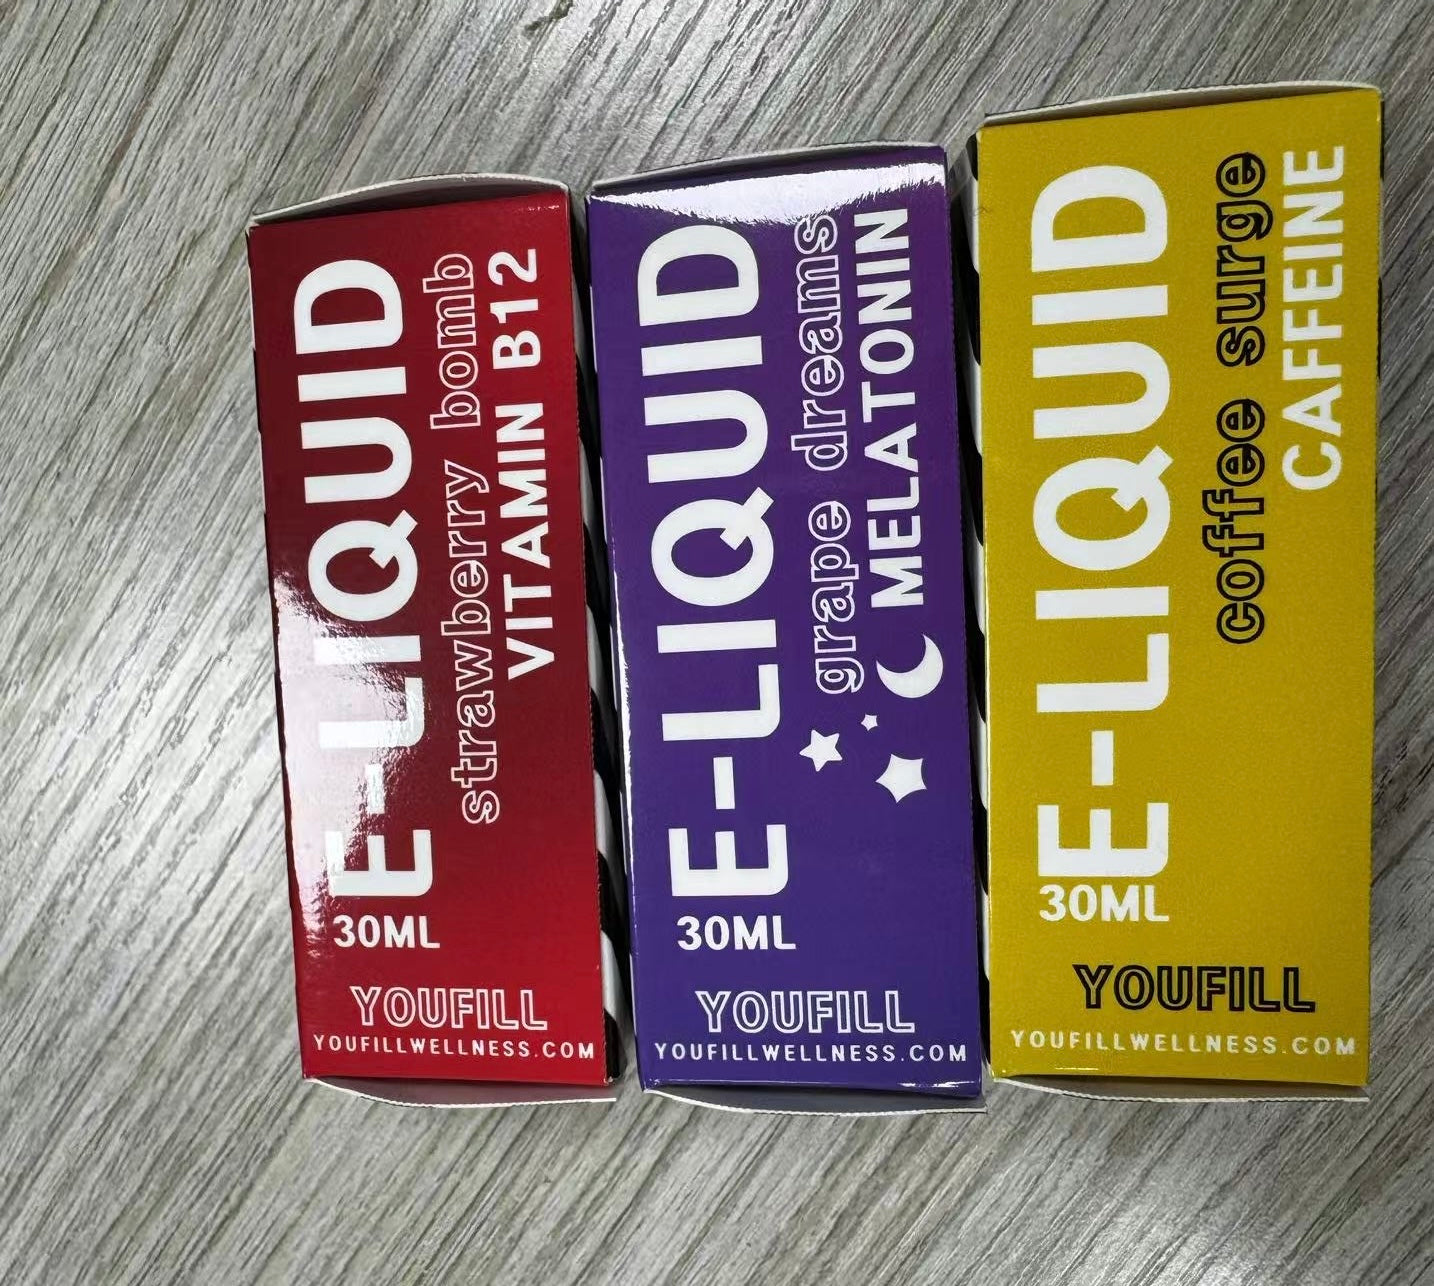 E-LIQUID
strawberry bomb
VITAMIN B12
30ML
YOUFILL
YOUFILLWELLNESS.COM
E-LIQUID
grape dreams
MELATONIN
30ML
YOUFILL
YOUFILLWELLNESS.COM
E-LIQUID
coffee surge
CAFFEINE
30ML
YOUFILL
YOUFILLWELLNESS.COM